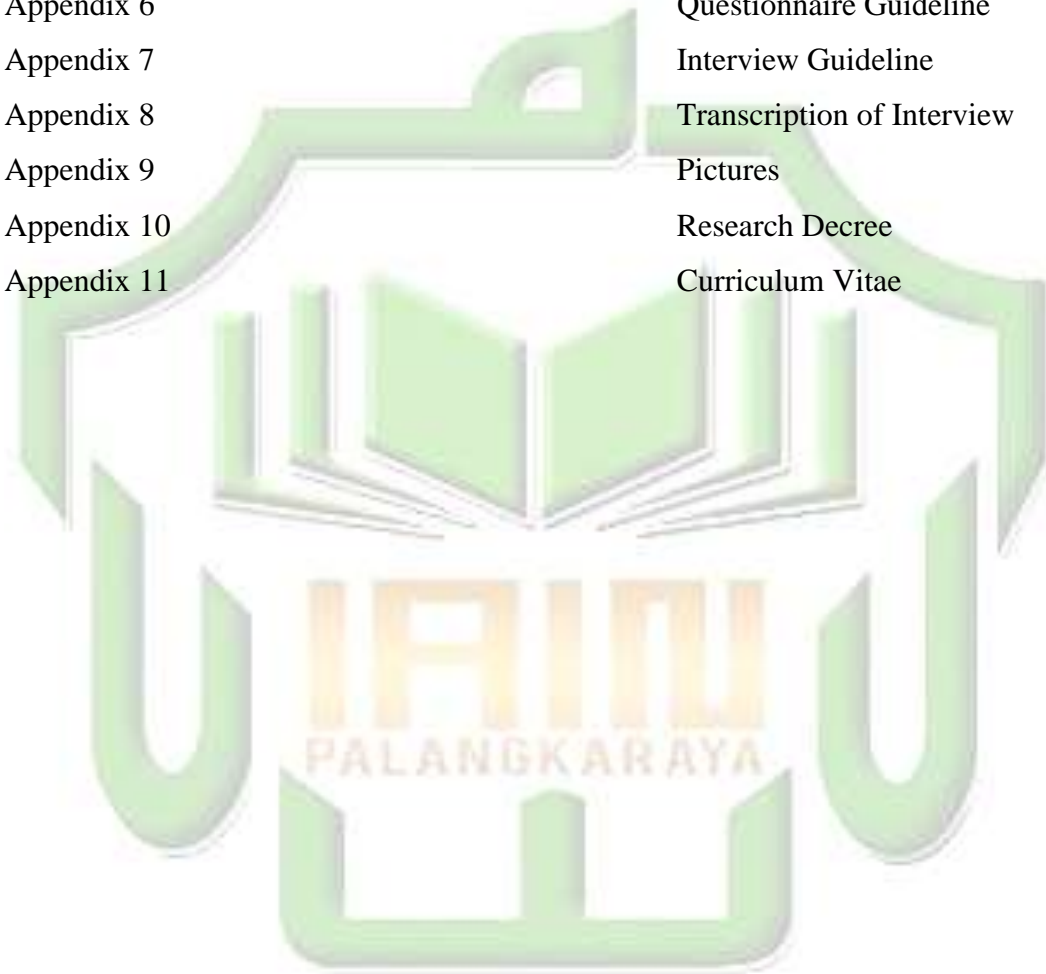 Appendix 6 Questionnaire Guideline
Appendix 7 Interview Guideline
Appendix 8 Transcription of Interview
Appendix 9 Pictures
Appendix 10 Research Decree
Appendix 11 Curriculum Vitae
IAIN
PALANGKARAYA